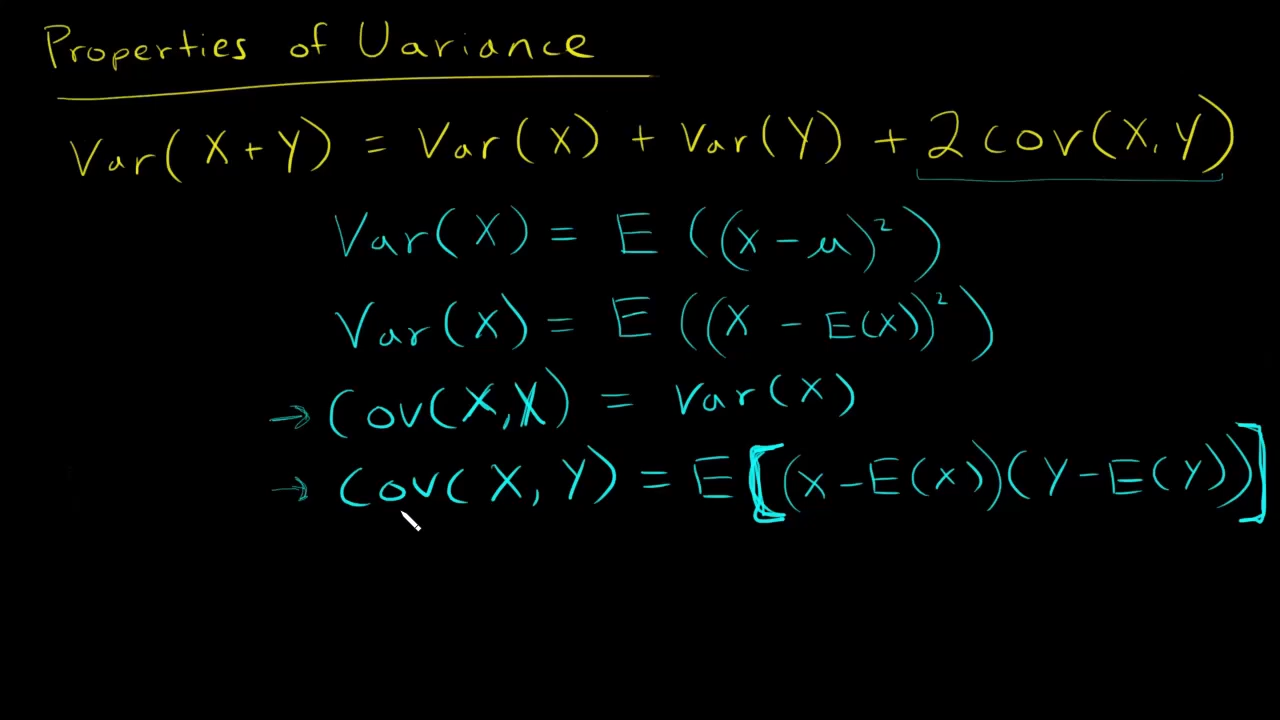 Properties of Variance
Var(X+Y) = Var(X) + Var(Y) + 2cov(X,Y)
Var(X) = E((X-μ)²)
Var(X) = E((X - E(X))²)
→ Cov(X,X) = Var(X)
→ Cov(X,Y) = E[(X-E(X))(Y-E(Y))]